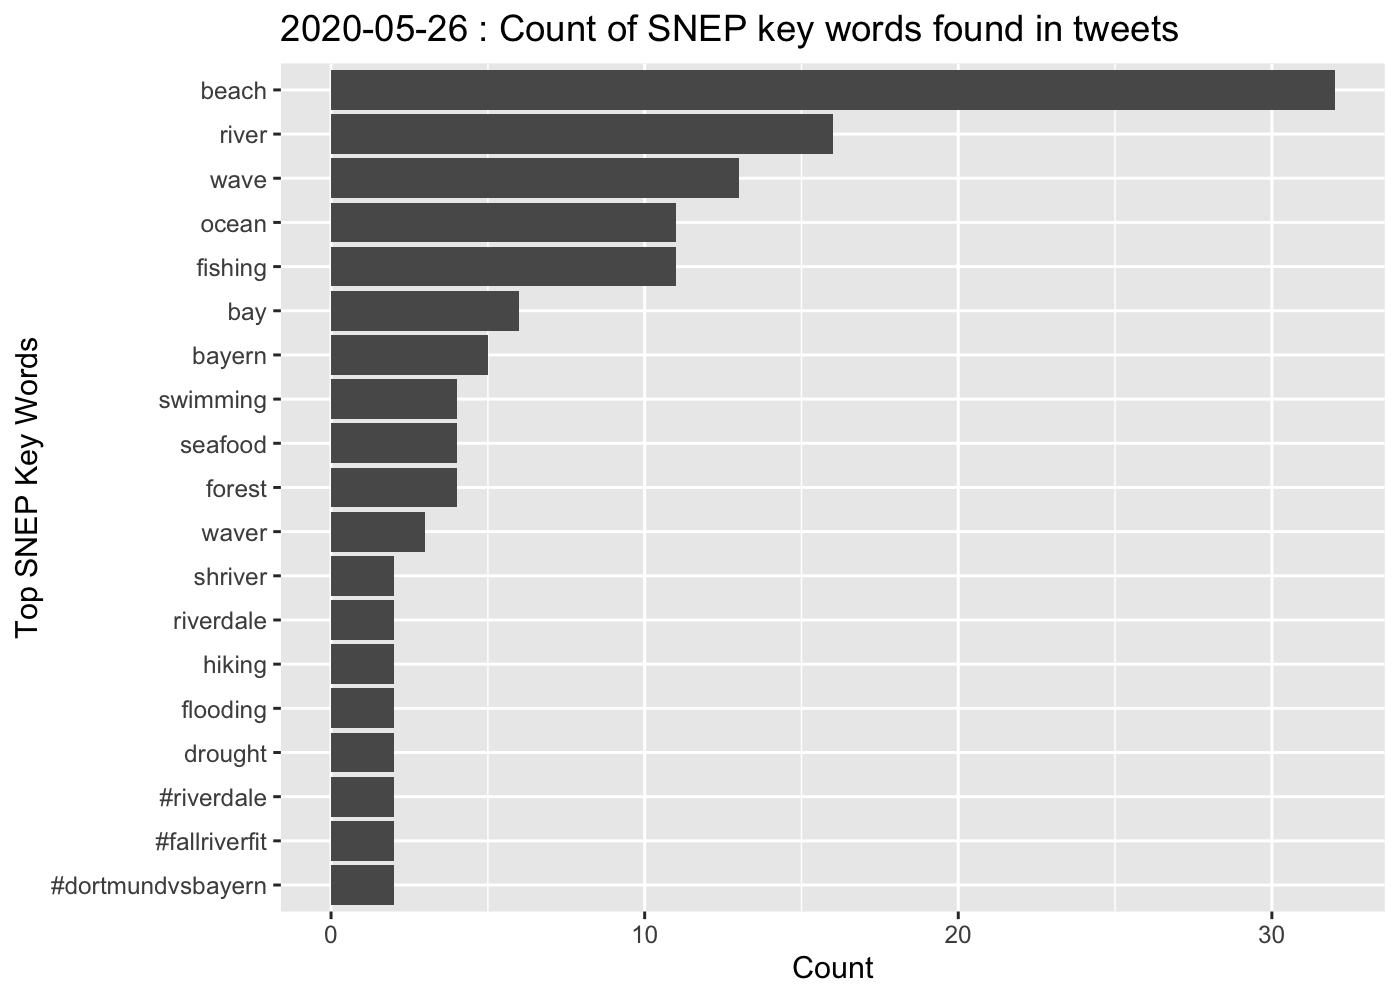 2020-05-26 : Count of SNEP key words found in tweets
Top SNEP Key Words
beach
river
wave
ocean
fishing
bay
bayern
swimming
seafood
forest
waver
shriver
riverdale
hiking
flooding
drought
#riverdale
#fallriverfit
#dortmundvsbayern
0 10 20 30
Count